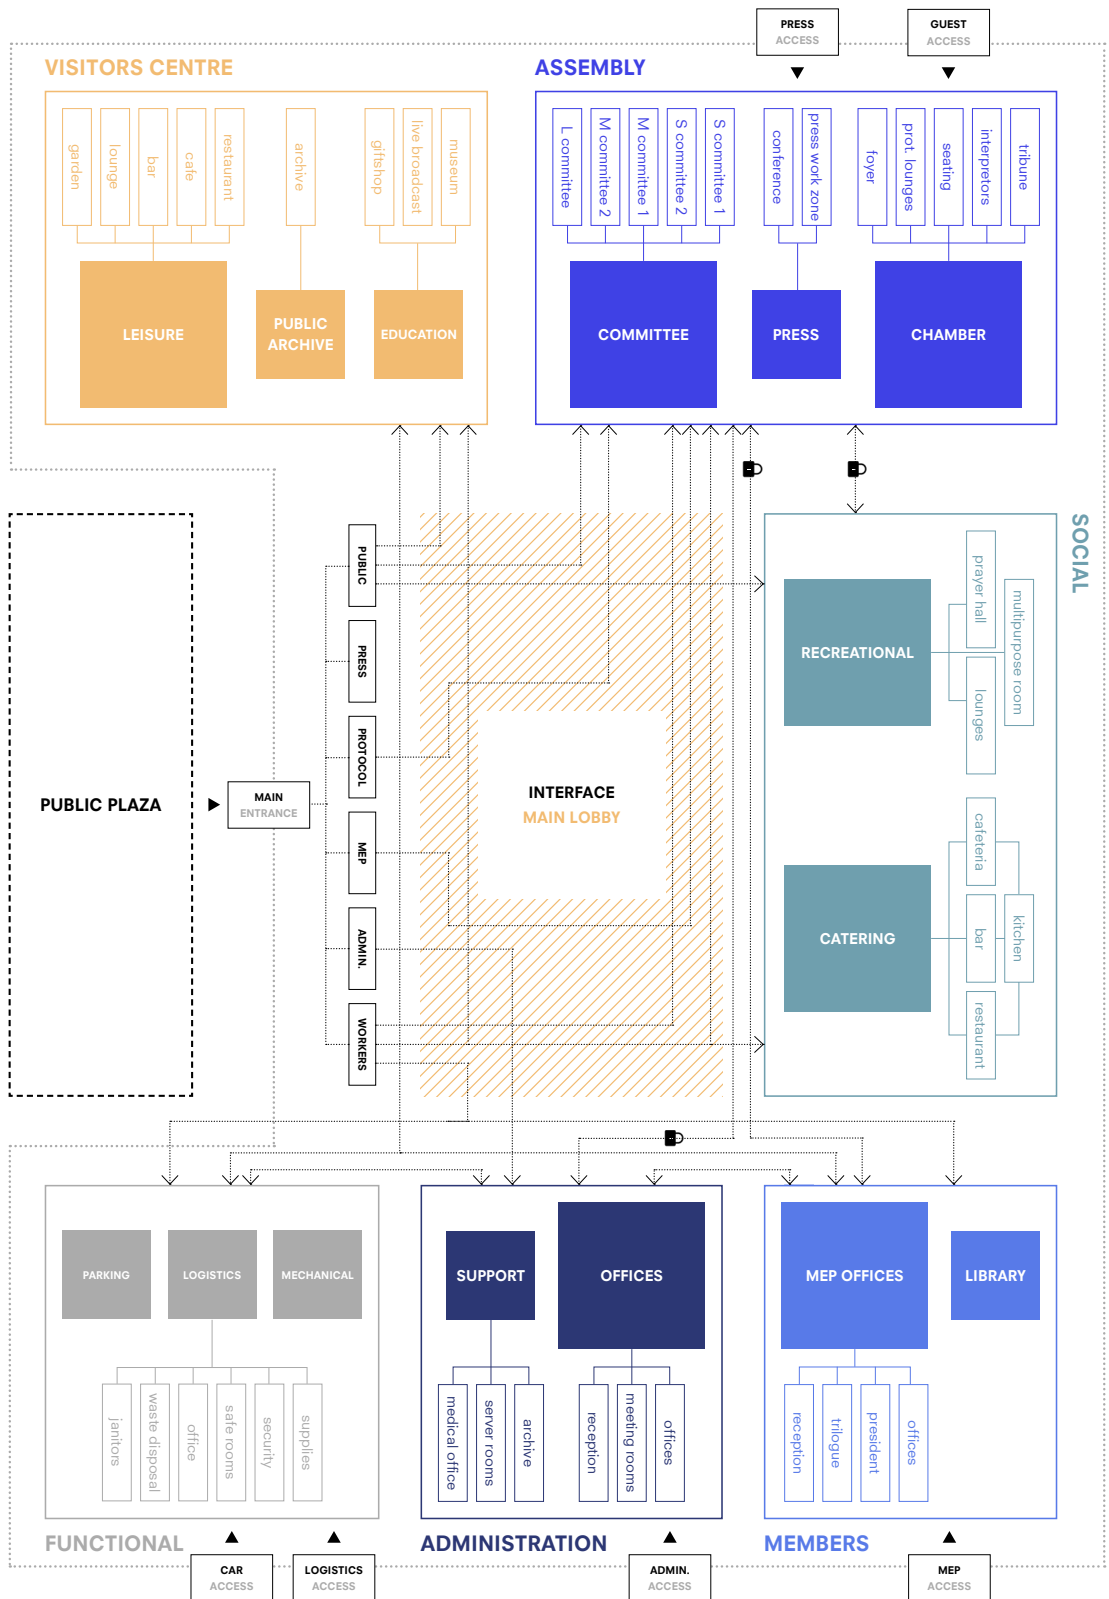 PRESS
ACCESS
GUEST
ACCESS
VISITORS CENTRE
ASSEMBLY
garden
lounge
bar
cafe
restaurant
archive
giftshop
live broadcast
museum
L committee
M committee 2
M committee 1
S committee 2
S committee 1
conference
press work zone
foyer
prot. lounges
seating
interpretors
tribune
LEISURE
PUBLIC
ARCHIVE
EDUCATION
COMMITTEE
PRESS
CHAMBER
SOCIAL
PUBLIC
PRESS
PROTOCOL
MEP
ADMIN.
WORKERS
PUBLIC PLAZA
MAIN
ENTRANCE
INTERFACE
MAIN LOBBY
RECREATIONAL
prayer hall
multipurpose room
lounges
CATERING
cafeteria
bar
kitchen
restaurant
PARKING
LOGISTICS
MECHANICAL
SUPPORT
OFFICES
MEP OFFICES
LIBRARY
janitors
waste disposal
office
safe rooms
security
supplies
medical office
server rooms
archive
reception
meeting rooms
offices
reception
trilogue
president
offices
FUNCTIONAL
ADMINISTRATION
MEMBERS
CAR
ACCESS
LOGISTICS
ACCESS
ADMIN.
ACCESS
MEP
ACCESS